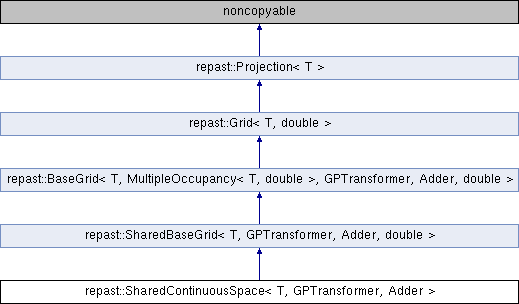 noncopyable
repast::Projection< T >
repast::Grid< T, double >
repast::BaseGrid< T, MultipleOccupancy< T, double >, GPTransformer, Adder, double >
repast::SharedBaseGrid< T, GPTransformer, Adder, double >
repast::SharedContinuousSpace< T, GPTransformer, Adder >